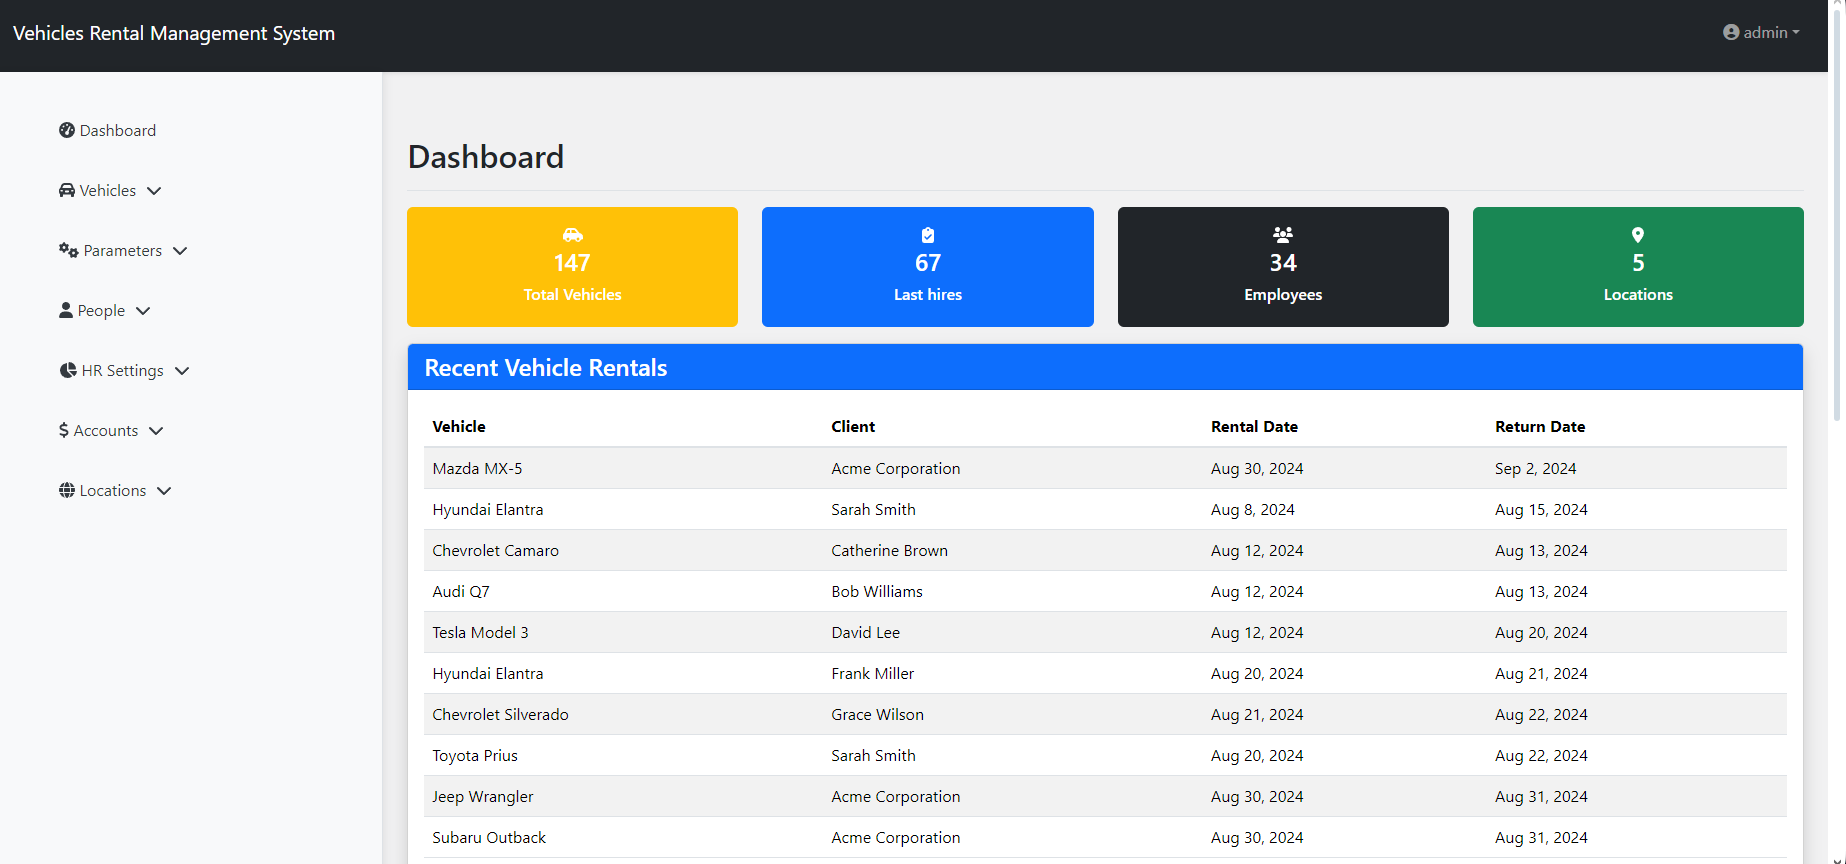 Vehicles Rental Management System
admin
Dashboard
Vehicles
Parameters
People
HR Settings
$ Accounts
Locations
Dashboard
147
Total Vehicles
67
Last hires
34
Employees
5
Locations
Recent Vehicle Rentals
Vehicle Client Rental Date Return Date
Mazda MX-5 Acme Corporation Aug 30, 2024 Sep 2, 2024
Hyundai Elantra Sarah Smith Aug 8, 2024 Aug 15, 2024
Chevrolet Camaro Catherine Brown Aug 12, 2024 Aug 13, 2024
Audi Q7 Bob Williams Aug 12, 2024 Aug 13, 2024
Tesla Model 3 David Lee Aug 12, 2024 Aug 20, 2024
Hyundai Elantra Frank Miller Aug 20, 2024 Aug 21, 2024
Chevrolet Silverado Grace Wilson Aug 21, 2024 Aug 22, 2024
Toyota Prius Sarah Smith Aug 20, 2024 Aug 22, 2024
Jeep Wrangler Acme Corporation Aug 30, 2024 Aug 31, 2024
Subaru Outback Acme Corporation Aug 30, 2024 Aug 31, 2024